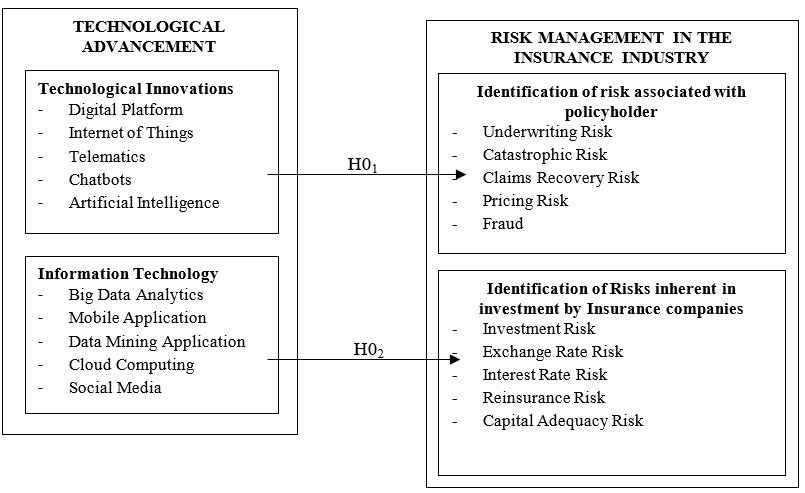 TECHNOLOGICAL
ADVANCEMENT
Technological Innovations
- Digital Platform
- Internet of Things
- Telematics
- Chatbots
- Artificial Intelligence
Information Technology
- Big Data Analytics
- Mobile Application
- Data Mining Application
- Cloud Computing
- Social Media
H0₁
H0₂
RISK MANAGEMENT IN THE
INSURANCE INDUSTRY
Identification of risk associated with
policyholder
- Underwriting Risk
- Catastrophic Risk
- Claims Recovery Risk
- Pricing Risk
- Fraud
Identification of Risks inherent in
investment by Insurance companies
- Investment Risk
- Exchange Rate Risk
- Interest Rate Risk
- Reinsurance Risk
- Capital Adequacy Risk